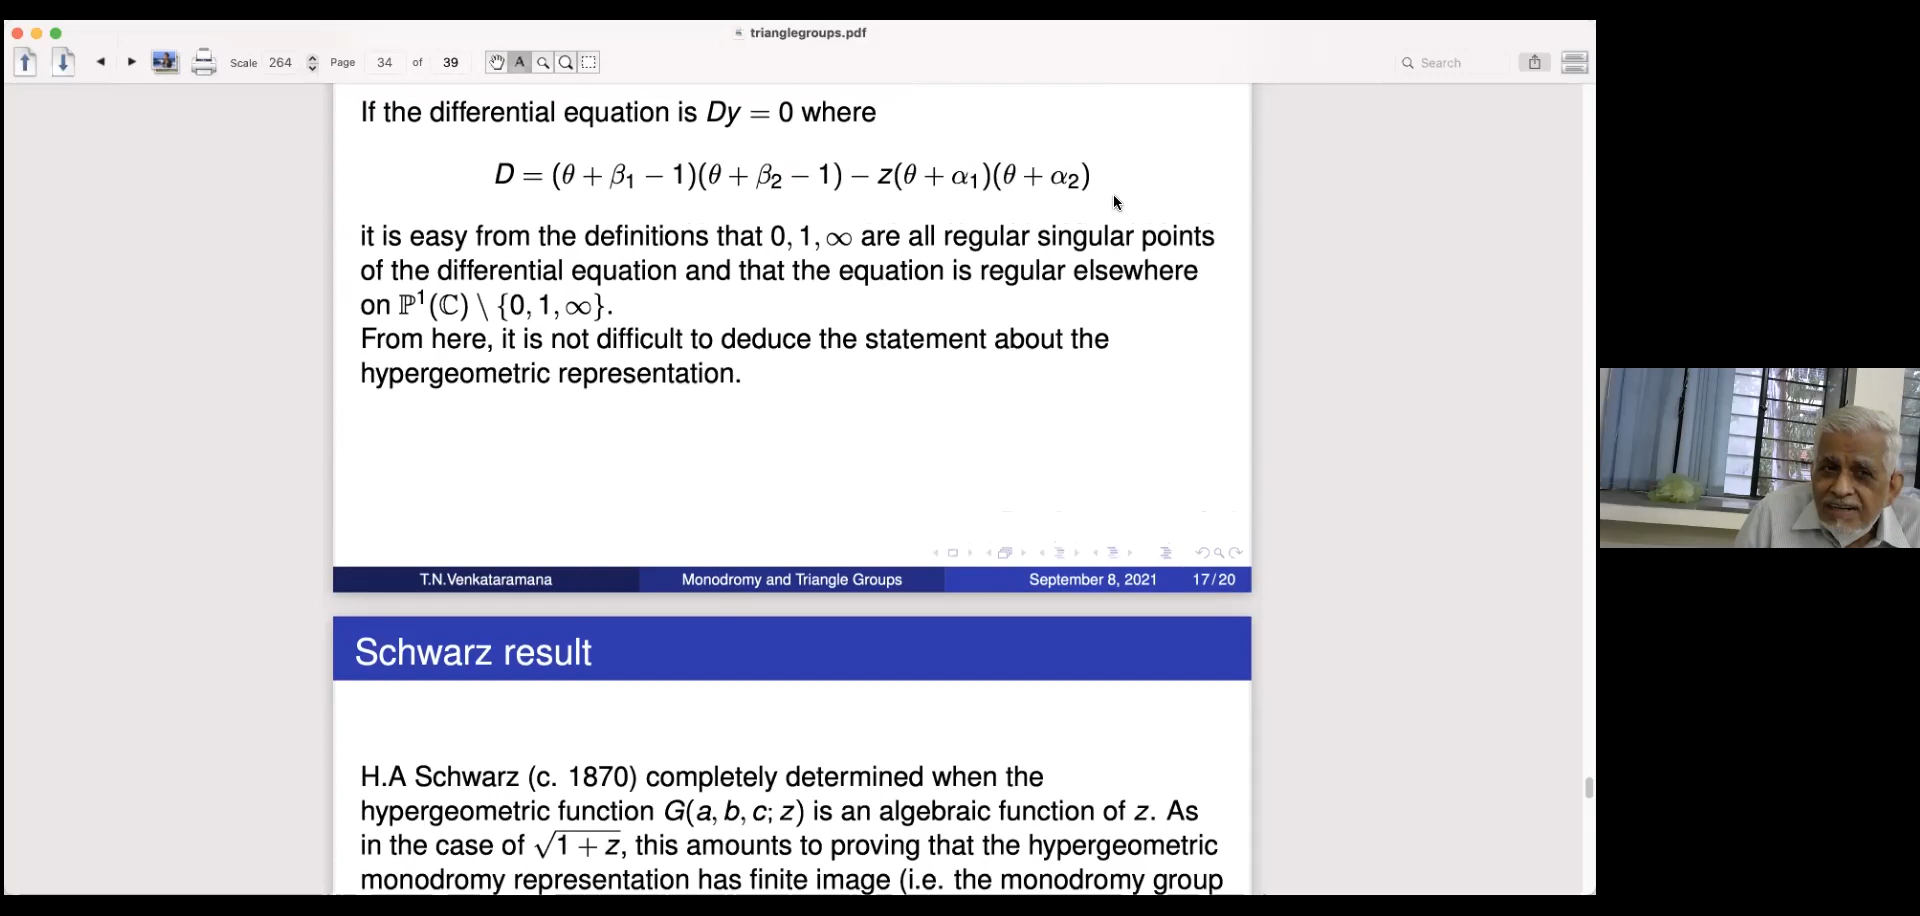 trianglegroups.pdf
Scale 264 Page 34 of 39 A Search
If the differential equation is Dy = 0 where
D = (θ + β₁ − 1)(θ + β₂ − 1) − z(θ + α₁)(θ + α₂)
it is easy from the definitions that 0, 1, ∞ are all regular singular points
of the differential equation and that the equation is regular elsewhere
on ℙ¹(ℂ) \ {0, 1, ∞}.
From here, it is not difficult to deduce the statement about the
hypergeometric representation.
T.N.Venkataramana Monodromy and Triangle Groups September 8, 2021 17/20
Schwarz result
H.A Schwarz (c. 1870) completely determined when the
hypergeometric function G(a, b, c; z) is an algebraic function of z. As
in the case of √(1 + z), this amounts to proving that the hypergeometric
monodromy representation has finite image (i.e. the monodromy group